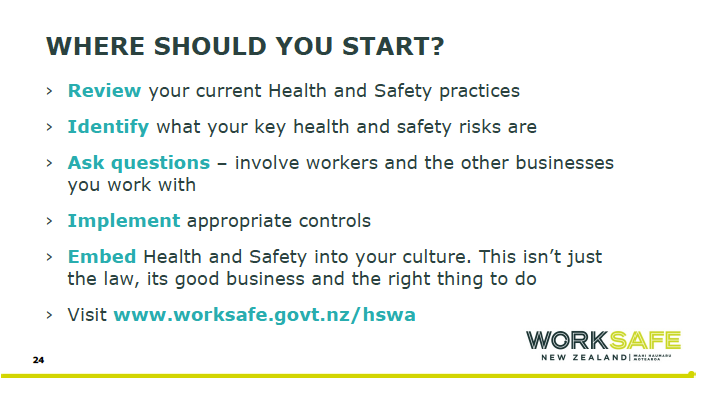 WHERE SHOULD YOU START?
› Review your current Health and Safety practices
› Identify what your key health and safety risks are
› Ask questions – involve workers and the other businesses
you work with
› Implement appropriate controls
› Embed Health and Safety into your culture. This isn’t just
the law, its good business and the right thing to do
› Visit www.worksafe.govt.nz/hswa
WORKSAFE
NEW ZEALAND | MAHI HAUMARU
AOTEAROA
24